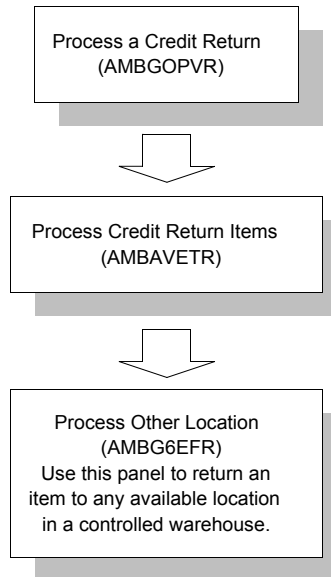 Process a Credit Return
(AMBGOPVR)
Process Credit Return Items
(AMBAVETR)
Process Other Location
(AMBG6EFR)
Use this panel to return an
item to any available location
in a controlled warehouse.